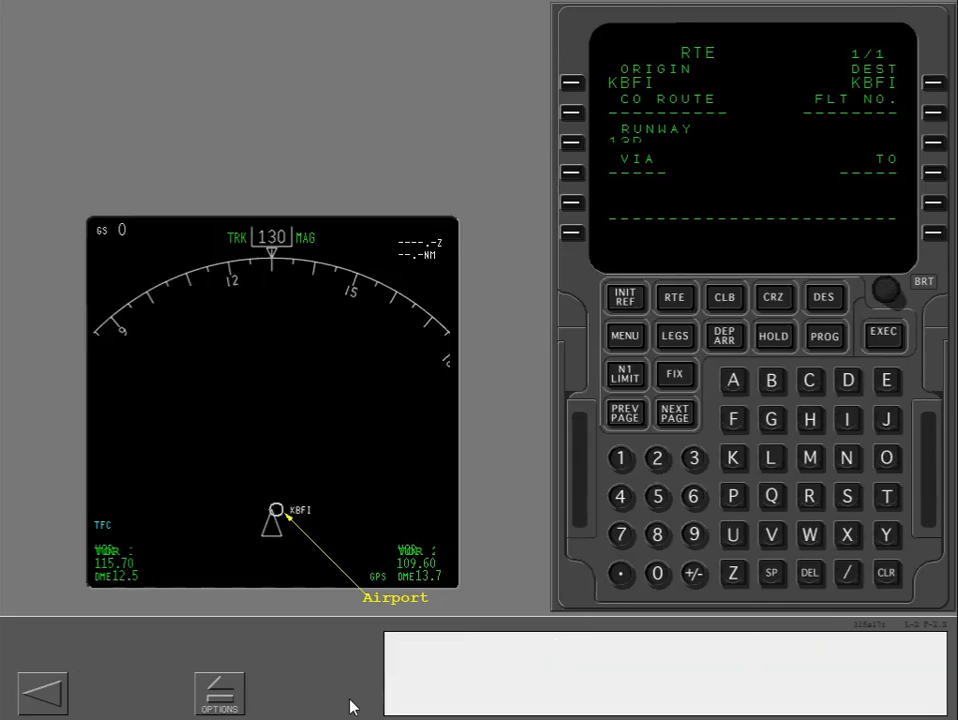 RTE 1/1
ORIGIN DEST
KBFI KBFI
CO ROUTE FLT NO.
---------- --------
RUNWAY
VIA TO
----- -----
------------------------
GS 0
TRK 130 MAG
----.-Z
--.-NM
12 15
9
KBFI
TFC
115.70 109.60
DME12.5 GPS DME13.7
Airport
BRT
INIT REF RTE CLB CRZ DES
MENU LEGS DEP ARR HOLD PROG EXEC
N1 LIMIT FIX
PREV PAGE NEXT PAGE
A B C D E
F G H I J
1 2 3 K L M N O
4 5 6 P Q R S T
7 8 9 U V W X Y
. 0 +/- Z SP DEL / CLR
OPTIONS